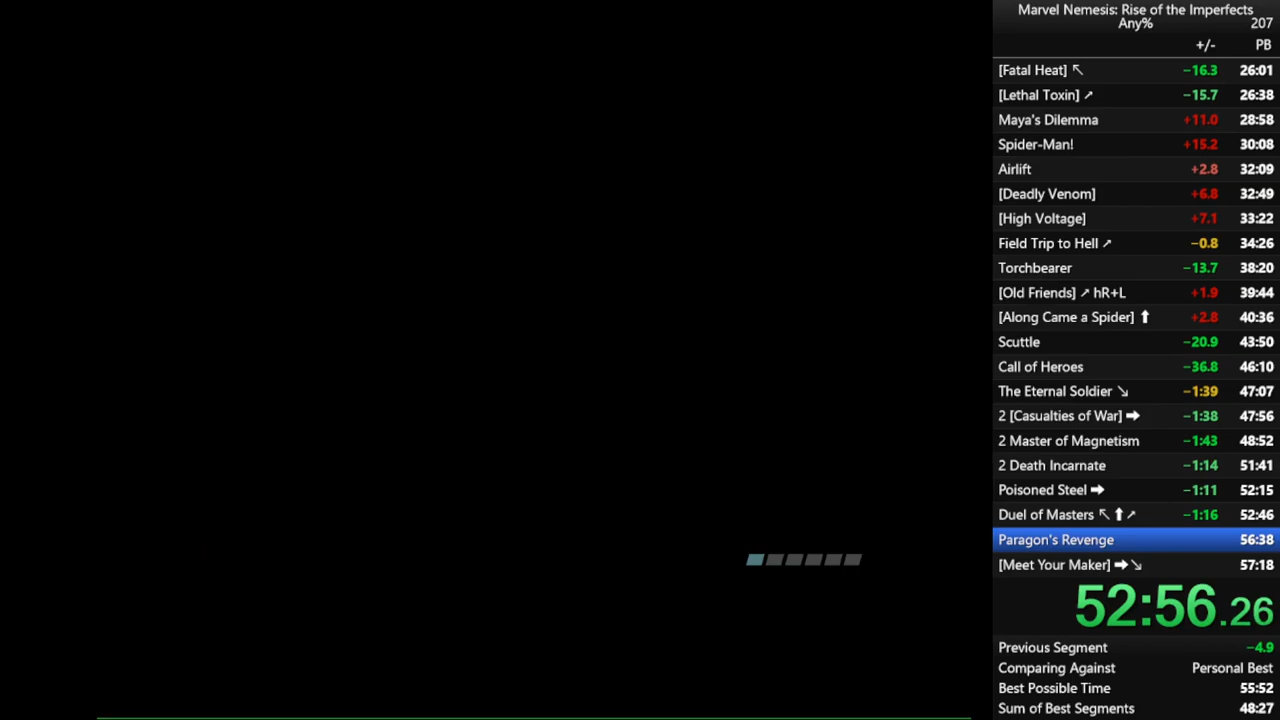 Marvel Nemesis: Rise of the Imperfects
Any% 207
+/- PB
[Fatal Heat] ↖ −16.3 26:01
[Lethal Toxin] ↗ −15.7 26:38
Maya's Dilemma +11.0 28:58
Spider-Man! +15.2 30:08
Airlift +2.8 32:09
[Deadly Venom] +6.8 32:49
[High Voltage] +7.1 33:22
Field Trip to Hell ↗ −0.8 34:26
Torchbearer −13.7 38:20
[Old Friends] ↗ hR+L +1.9 39:44
[Along Came a Spider] ⬆ +2.8 40:36
Scuttle −20.9 43:50
Call of Heroes −36.8 46:10
The Eternal Soldier ↘ −1:39 47:07
2 [Casualties of War] ➡ −1:38 47:56
2 Master of Magnetism −1:43 48:52
2 Death Incarnate −1:14 51:41
Poisoned Steel ➡ −1:11 52:15
Duel of Masters ↖⬆↗ −1:16 52:46
Paragon's Revenge 56:38
[Meet Your Maker] ➡↘ 57:18
52:56.26
Previous Segment −4.9
Comparing Against Personal Best
Best Possible Time 55:52
Sum of Best Segments 48:27